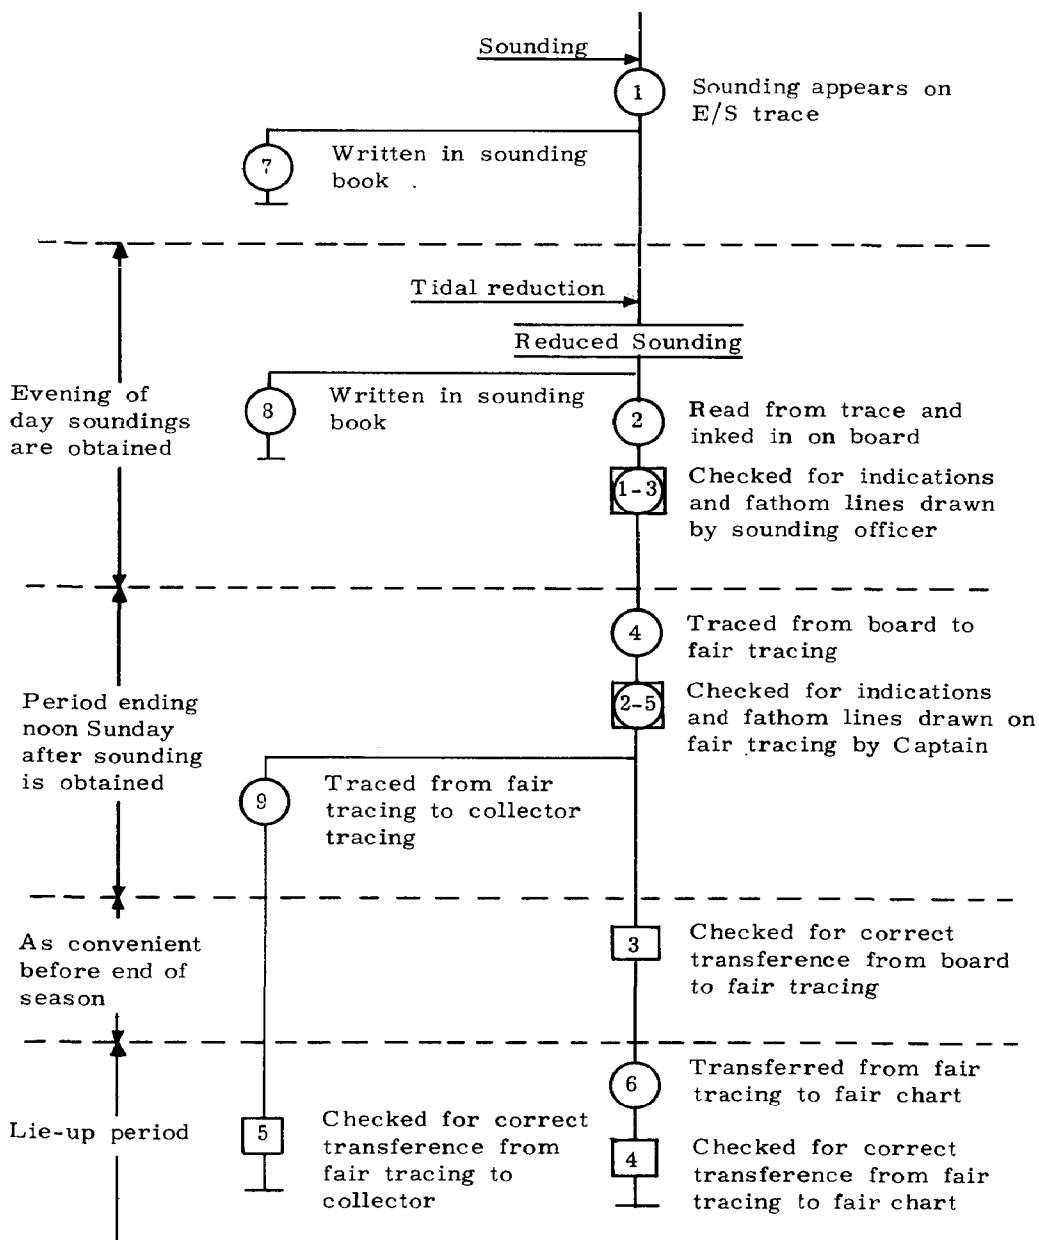 Sounding
1
Sounding appears on
E/S trace
7
Written in sounding
book
Tidal reduction
Reduced Sounding
Evening of
day soundings
are obtained
8
Written in sounding
book
2
Read from trace and
inked in on board
1-3
Checked for indications
and fathom lines drawn
by sounding officer
4
Traced from board to
fair tracing
Period ending
noon Sunday
after sounding
is obtained
2-5
Checked for indications
and fathom lines drawn on
fair tracing by Captain
9
Traced from fair
tracing to collector
tracing
As convenient
before end of
season
3
Checked for correct
transference from board
to fair tracing
6
Transferred from fair
tracing to fair chart
Lie-up period
5
Checked for correct
transference from
fair tracing to
collector
4
Checked for correct
transference from fair
tracing to fair chart